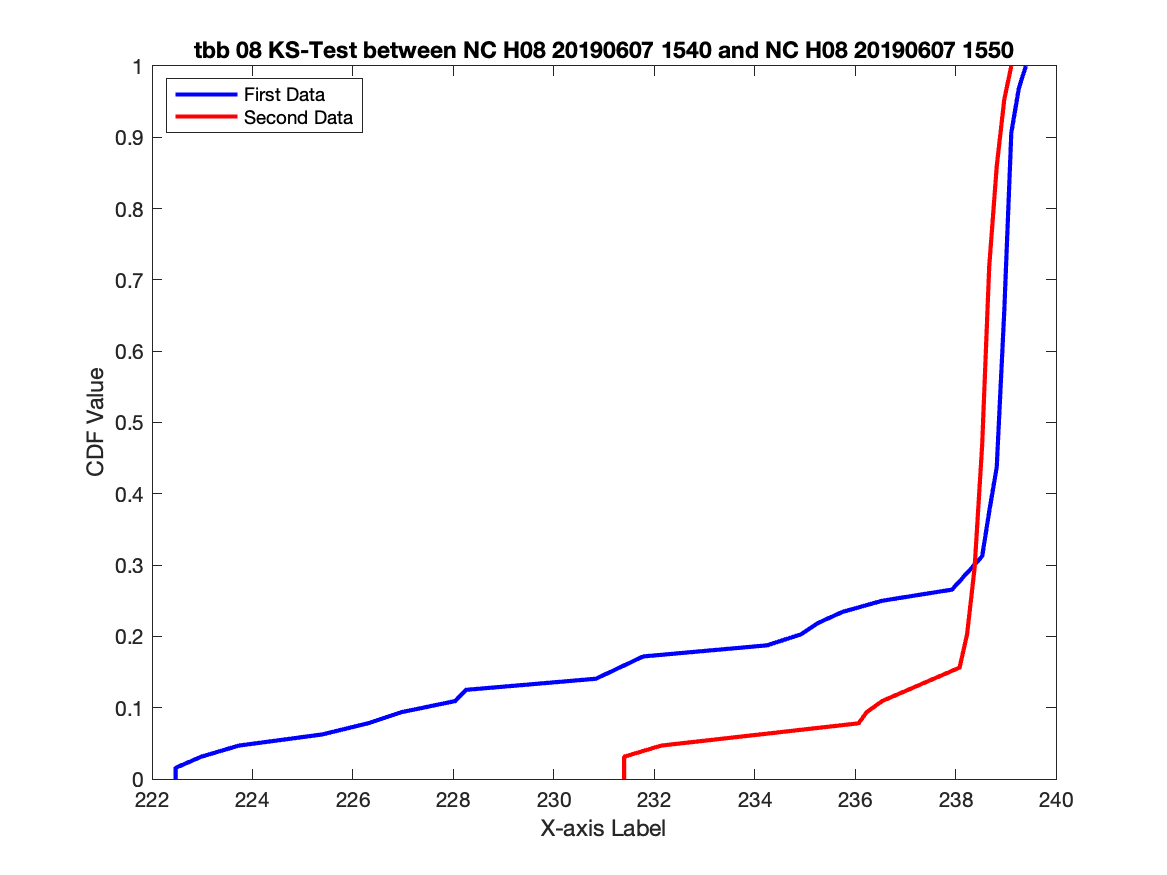 tbb 08 KS-Test between NC H08 20190607 1540 and NC H08 20190607 1550
First Data
Second Data
1
0.9
0.8
0.7
0.6
0.5
0.4
0.3
0.2
0.1
0
CDF Value
222 224 226 228 230 232 234 236 238 240
X-axis Label